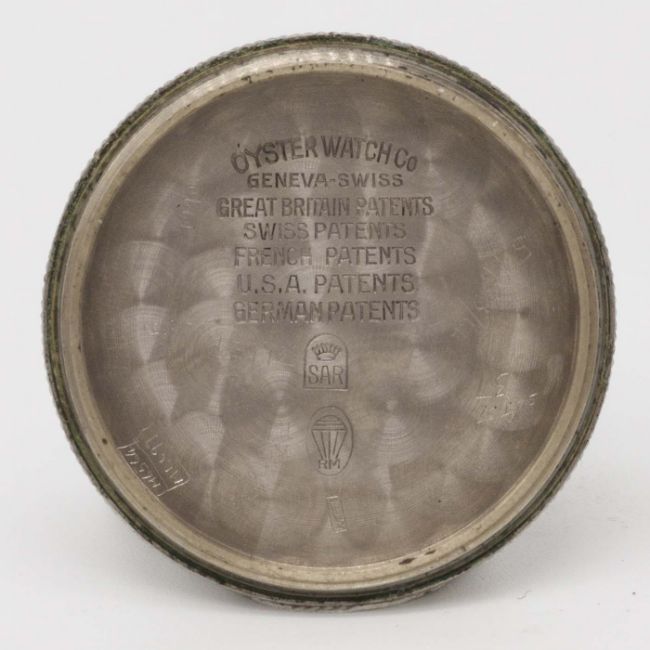 OYSTER WATCH Co
GENEVA-SWISS
GREAT BRITAIN PATENTS
SWISS PATENTS
FRENCH PATENTS
U.S.A. PATENTS
GERMAN PATENTS
SAR
RM